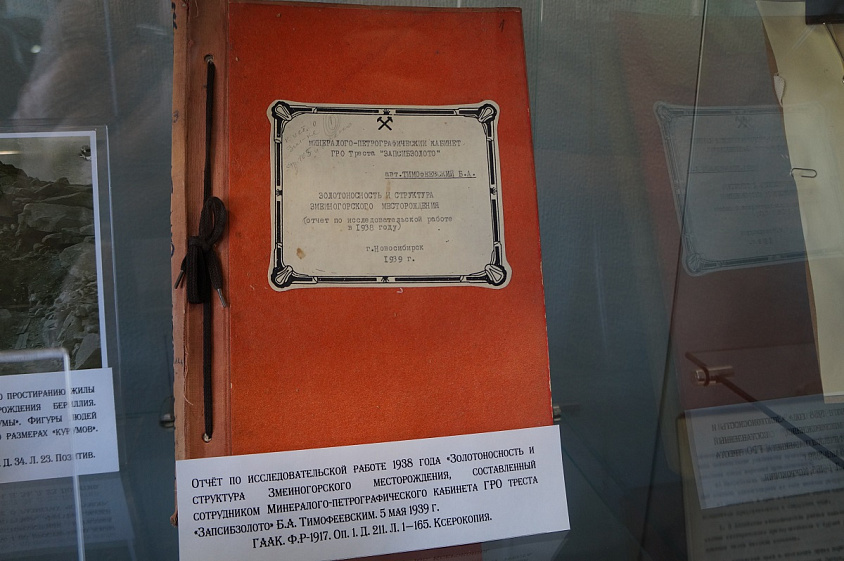 МИНЕРАЛОГО-ПЕТРОГРАФИЧЕСКИЙ КАБИНЕТ
ГРО Треста "ЗАПСИБЗОЛОТО"
авт. ТИМОФЕЕВСКИЙ Б.А.
ЗОЛОТОНОСНОСТЬ И СТРУКТУРА
ЗМЕИНОГОРСКОГО МЕСТОРОЖДЕНИЯ
(отчет по исследовательской работе
в 1938 году)
г.Новосибирск
1939 г.
ПРОСТИРАНИЮ ЖИЛЫ
БЕРИЛЛИЯ.
ФИГУРЫ ЛЮДЕЙ
РАЗМЕРАХ «КУРУМОВ».
Д. 34. Л. 23. ПОЗИТИВ.
ОТЧЁТ ПО ИССЛЕДОВАТЕЛЬСКОЙ РАБОТЕ 1938 ГОДА «ЗОЛОТОНОСНОСТЬ И
СТРУКТУРА ЗМЕИНОГОРСКОГО МЕСТОРОЖДЕНИЯ, СОСТАВЛЕННЫЙ
СОТРУДНИКОМ МИНЕРАЛОГО-ПЕТРОГРАФИЧЕСКОГО КАБИНЕТА ГРО ТРЕСТА
«ЗАПСИБЗОЛОТО» Б.А. ТИМОФЕЕВСКИМ. 5 МАЯ 1939 Г.
ГААК. Ф.Р-1917. ОП. 1. Д. 211. Л. 1–165. КСЕРОКОПИЯ.